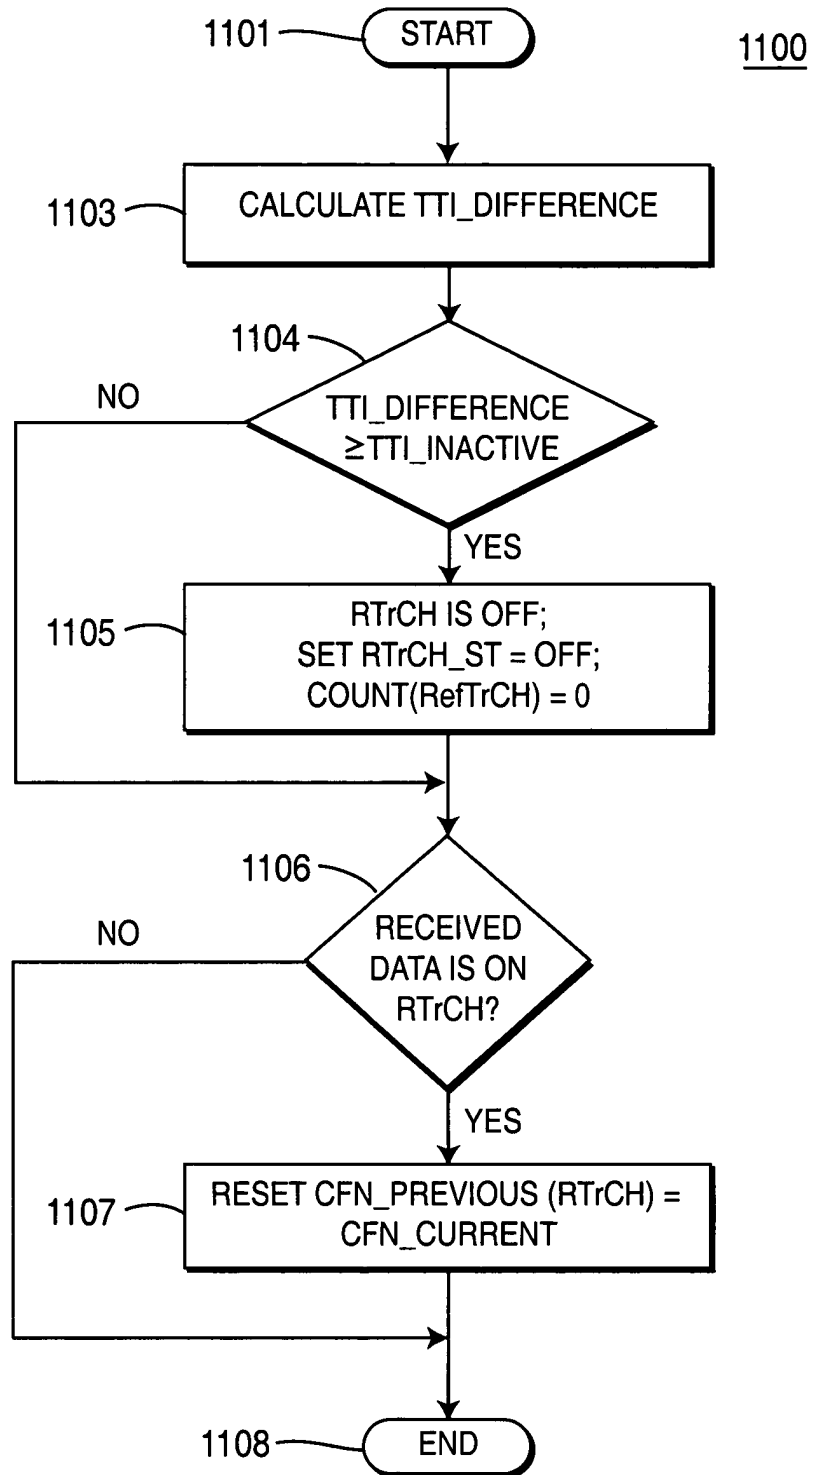 1101
START
1100
1103
CALCULATE TTI_DIFFERENCE
1104
NO
TTI_DIFFERENCE
≥TTI_INACTIVE
YES
1105
RTrCH IS OFF;
SET RTrCH_ST = OFF;
COUNT(RefTrCH) = 0
1106
NO
RECEIVED
DATA IS ON
RTrCH?
YES
1107
RESET CFN_PREVIOUS (RTrCH) =
CFN_CURRENT
1108
END